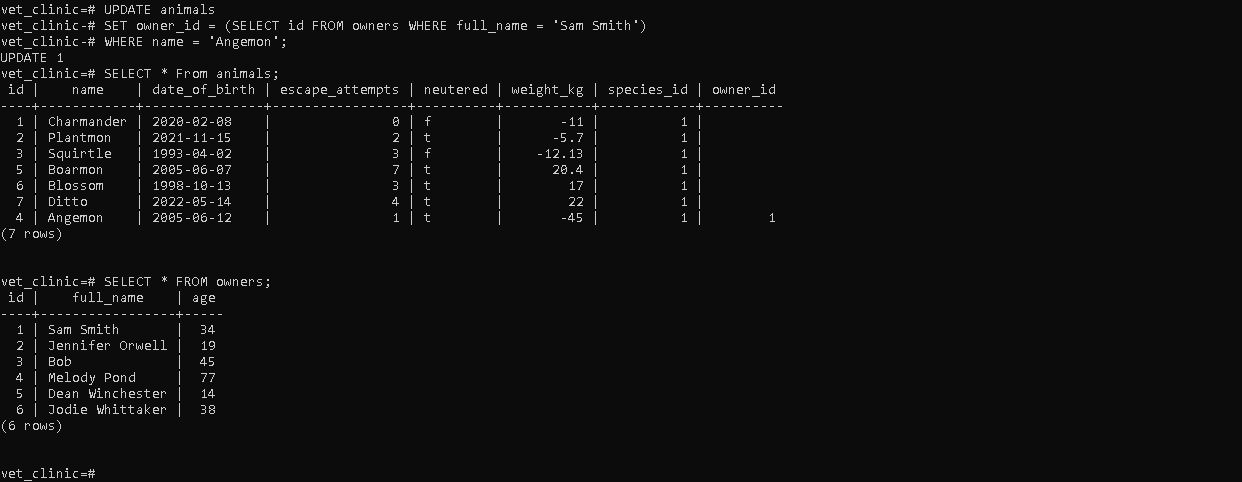 vet_clinic=# UPDATE animals
vet_clinic-# SET owner_id = (SELECT id FROM owners WHERE full_name = 'Sam Smith')
vet_clinic-# WHERE name = 'Angemon';
UPDATE 1
vet_clinic=# SELECT * From animals;
 id |    name    | date_of_birth | escape_attempts | neutered | weight_kg | species_id | owner_id
----+------------+---------------+-----------------+----------+-----------+------------+----------
  1 | Charmander | 2020-02-08    |               0 | f        |       -11 |          1 |
  2 | Plantmon   | 2021-11-15    |               2 | t        |      -5.7 |          1 |
  3 | Squirtle   | 1993-04-02    |               3 | f        |    -12.13 |          1 |
  5 | Boarmon    | 2005-06-07    |               7 | t        |      20.4 |          1 |
  6 | Blossom    | 1998-10-13    |               3 | t        |        17 |          1 |
  7 | Ditto      | 2022-05-14    |               4 | t        |        22 |          1 |
  4 | Angemon    | 2005-06-12    |               1 | t        |       -45 |          1 |        1
(7 rows)
vet_clinic=# SELECT * FROM owners;
 id |    full_name    | age
----+-----------------+-----
  1 | Sam Smith       |  34
  2 | Jennifer Orwell |  19
  3 | Bob             |  45
  4 | Melody Pond     |  77
  5 | Dean Winchester |  14
  6 | Jodie Whittaker |  38
(6 rows)
vet_clinic=#